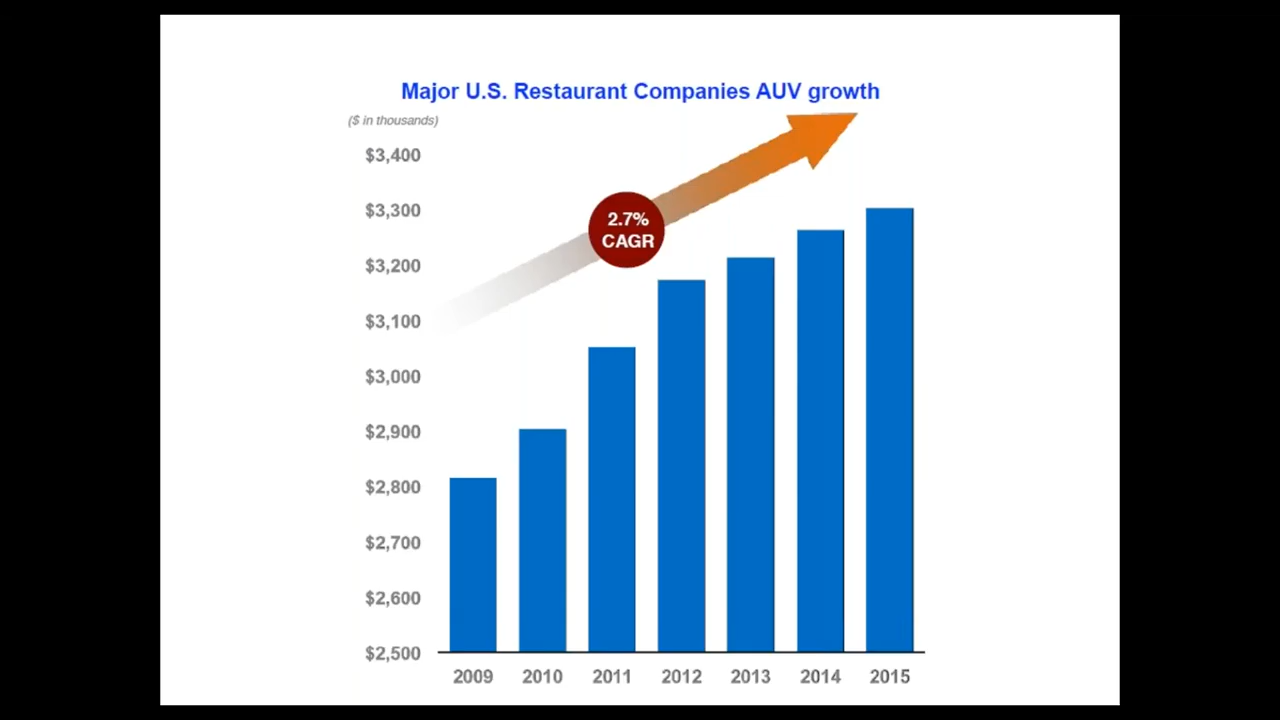 Major U.S. Restaurant Companies AUV growth
($ in thousands)
$3,400
$3,300
2.7%
CAGR
$3,200
$3,100
$3,000
$2,900
$2,800
$2,700
$2,600
$2,500
2009 2010 2011 2012 2013 2014 2015